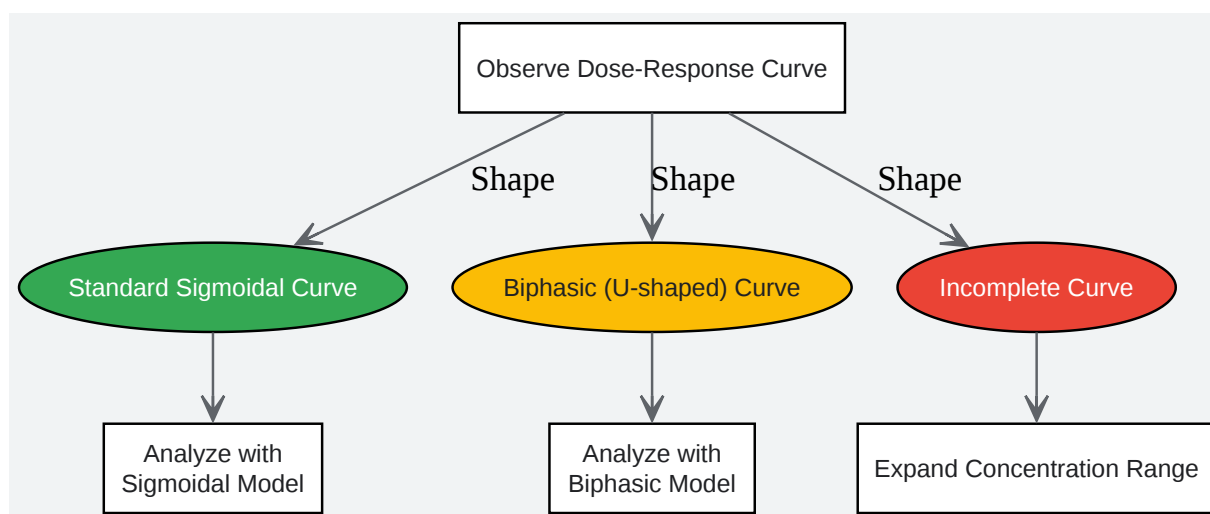 Observe Dose-Response Curve
Shape
Shape
Shape
Standard Sigmoidal Curve
Biphasic (U-shaped) Curve
Incomplete Curve
Analyze with
Sigmoidal Model
Analyze with
Biphasic Model
Expand Concentration Range